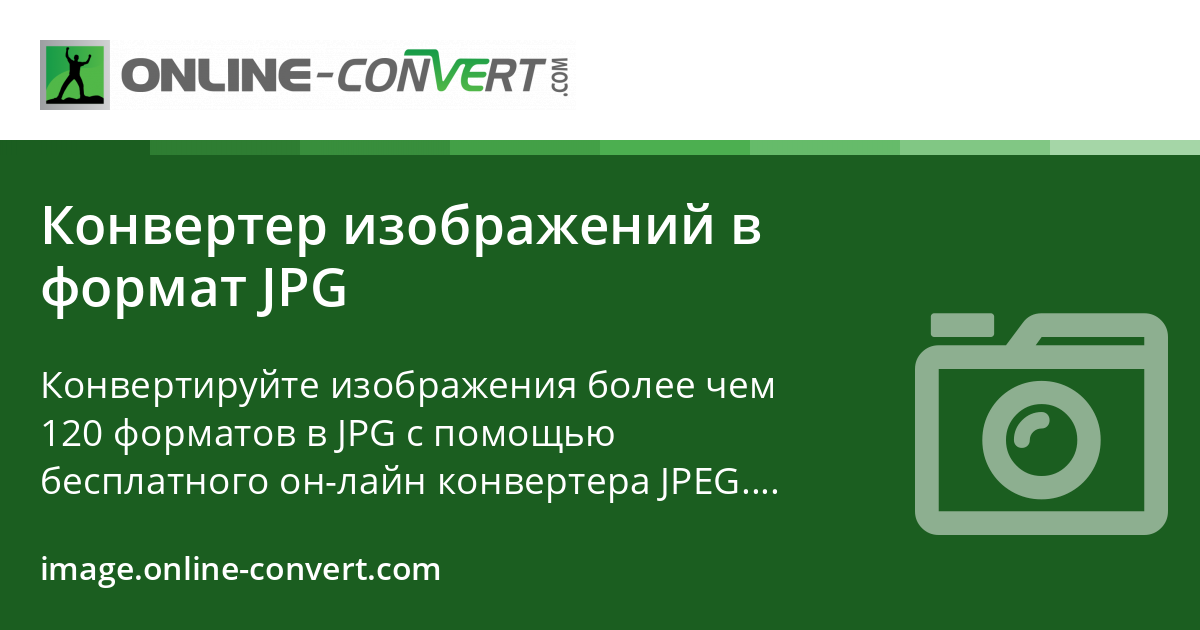 ONLINE-CONVERT.COM
Конвертер изображений в
формат JPG
Конвертируйте изображения более чем
120 форматов в JPG с помощью
бесплатного он-лайн конвертера JPEG....
image.online-convert.com